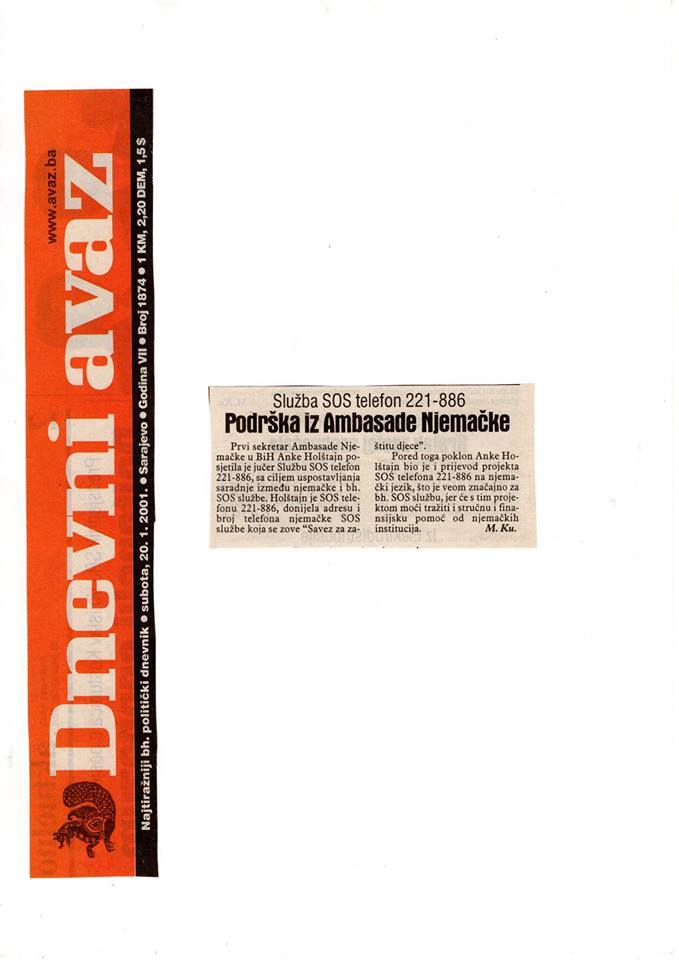 www.avaz.ba
Dnevni avaz
Najtiražniji bh. politički dnevnik ● subota, 20. 1. 2001. ● Sarajevo ● Godina VII ● Broj 1874 ● 1 KM, 2,20 DEM, 1,5 $
Služba SOS telefon 221-886
Podrška iz Ambasade Njemačke
Prvi sekretar Ambasade Nje-
mačke u BiH Anke Holštajn po-
sjetila je jučer Službu SOS telefon
221-886, sa ciljem uspostavljanja
saradnje između njemačke i bh.
SOS službe. Holštajn je SOS tele-
fonu 221-886, donijela adresu i
broj telefona njemačke SOS
službe koja se zove “Savez za za-
štitu djece”.
Pored toga poklon Anke Ho-
lštajn bio je i prijevod projekta
SOS telefona 221-886 na njema-
čki jezik, što je veom značajno za
bh. SOS službu, jer će s tim proje-
ktom moći tražiti i stručnu i fina-
nsijsku pomoć od njemačkih
institucija. M. Ku.